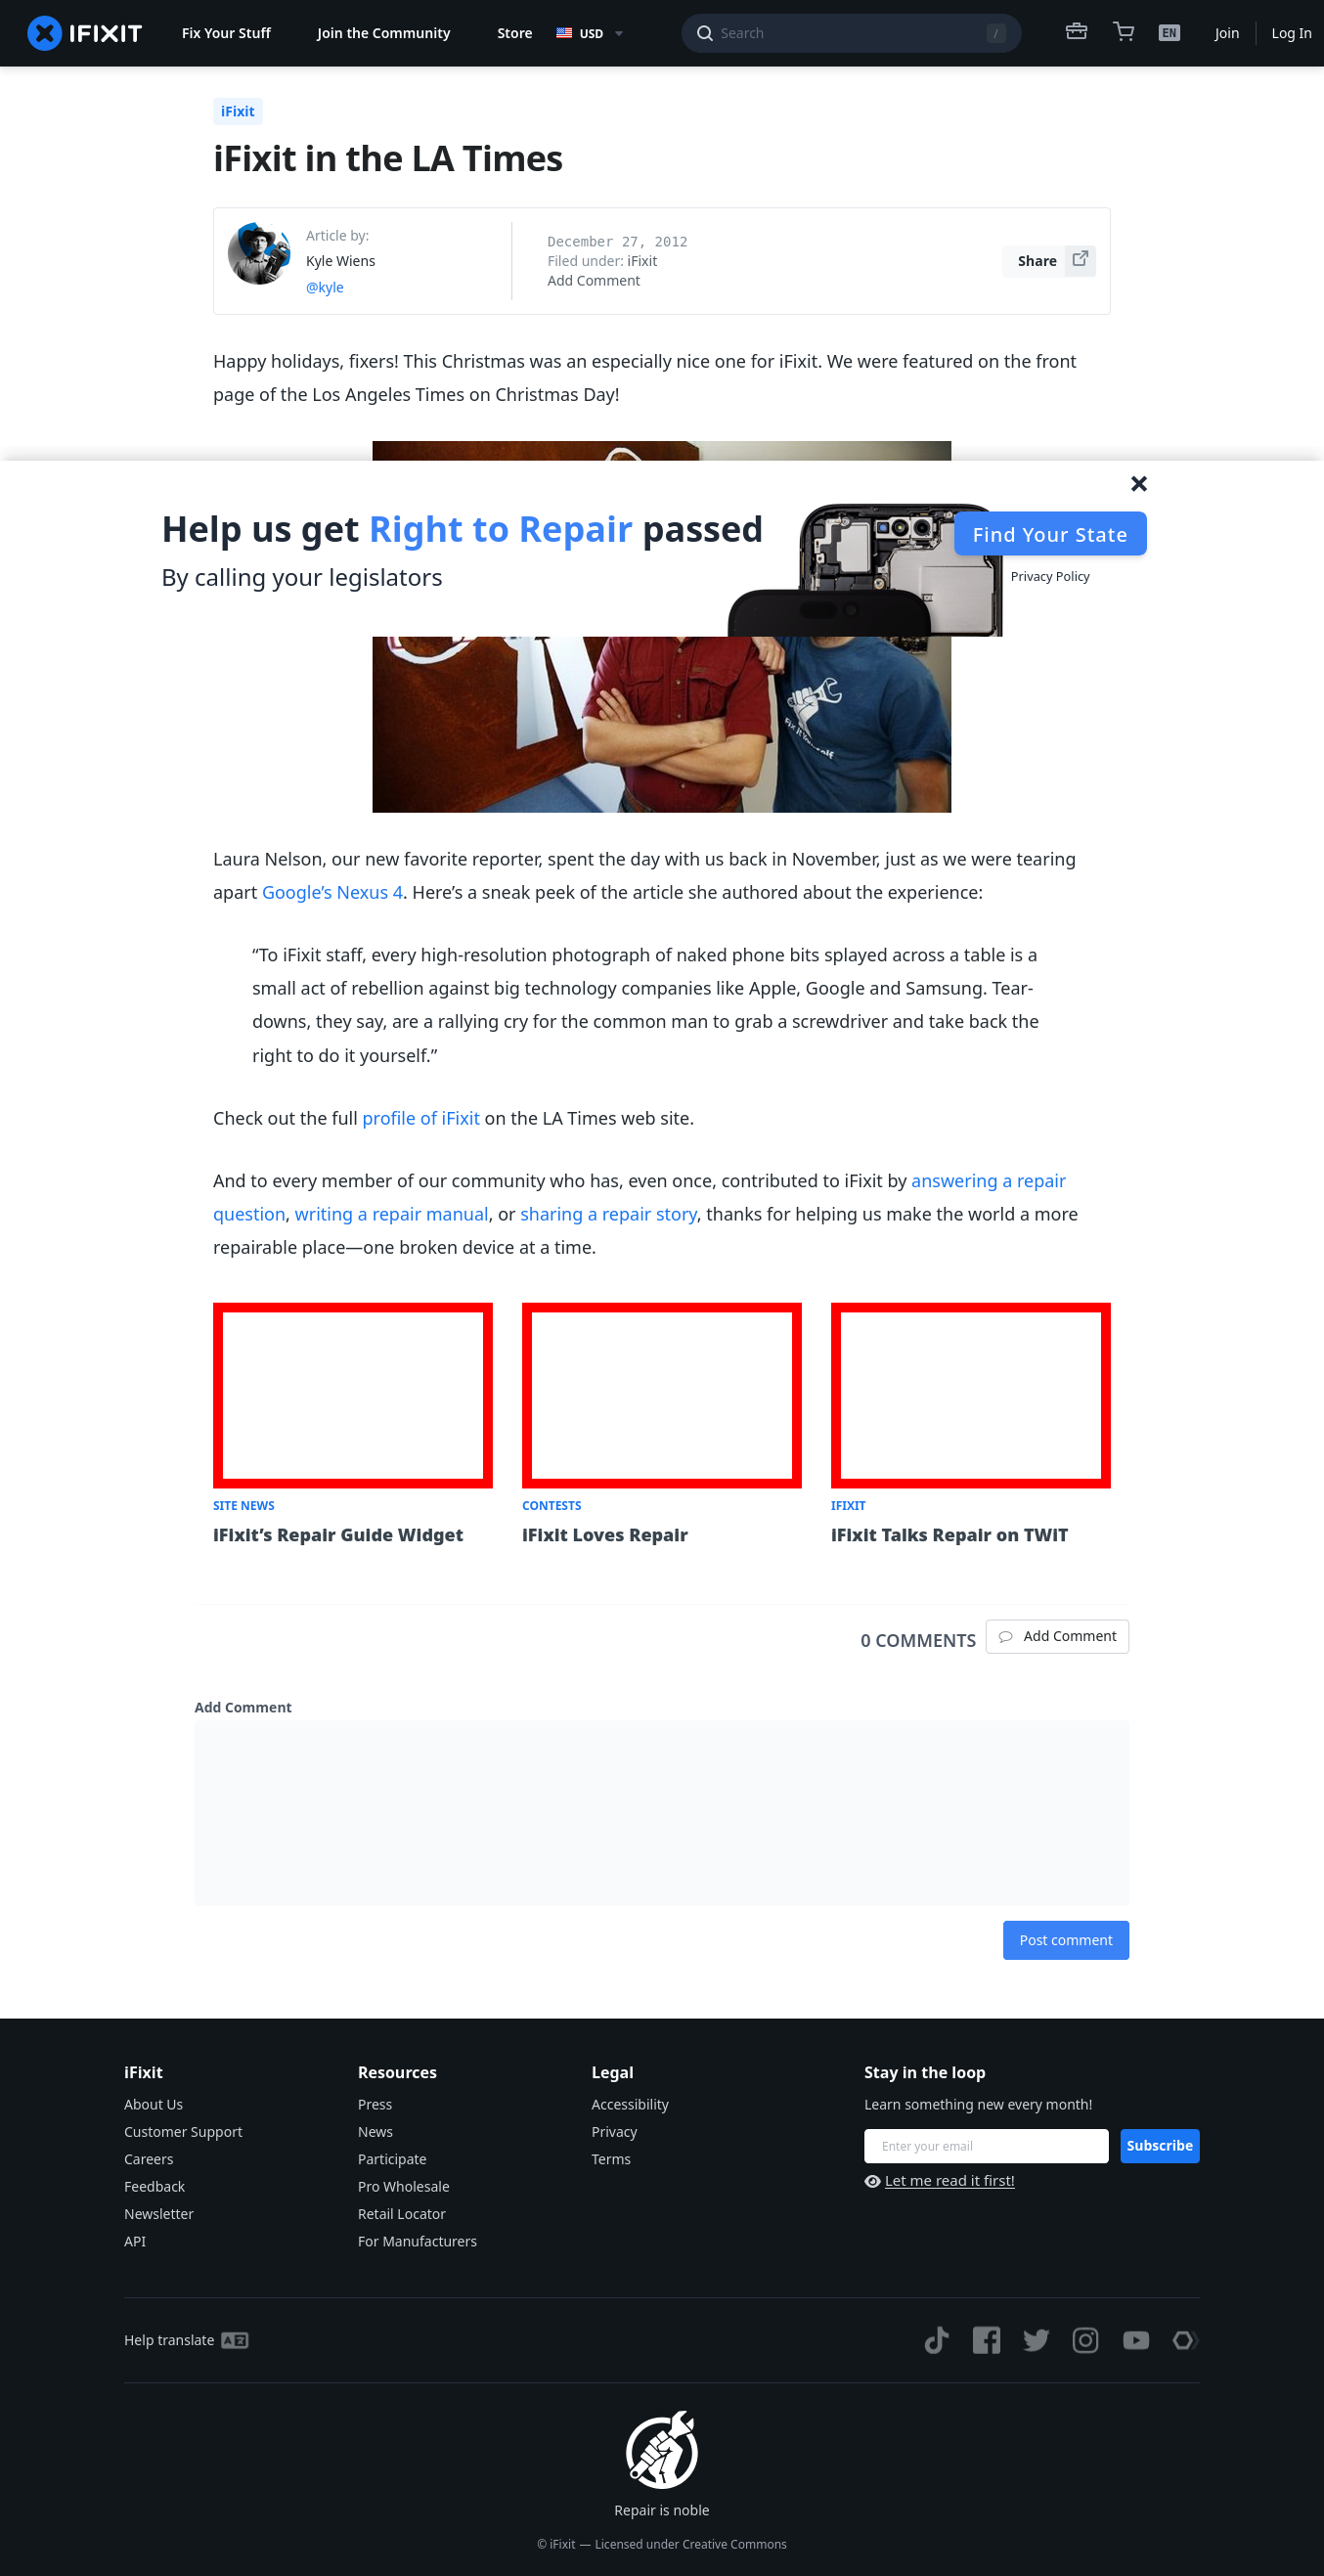 IFIXIT
Fix Your Stuff
Join the Community
Store
USD
Search
/
EN
Join
Log In
iFixit
iFixit in the LA Times
Article by:
Kyle Wiens
@kyle
December 27, 2012
Filed under: iFixit
Add Comment
Share
Happy holidays, fixers! This Christmas was an especially nice one for iFixit. We were featured on the front
page of the Los Angeles Times on Christmas Day!
Help us get Right to Repair passed
By calling your legislators
Find Your State
Privacy Policy
Fix It Yourself
Laura Nelson, our new favorite reporter, spent the day with us back in November, just as we were tearing
apart Google’s Nexus 4. Here’s a sneak peek of the article she authored about the experience:
“To iFixit staff, every high-resolution photograph of naked phone bits splayed across a table is a
small act of rebellion against big technology companies like Apple, Google and Samsung. Tear-
downs, they say, are a rallying cry for the common man to grab a screwdriver and take back the
right to do it yourself.”
Check out the full profile of iFixit on the LA Times web site.
And to every member of our community who has, even once, contributed to iFixit by answering a repair
question, writing a repair manual, or sharing a repair story, thanks for helping us make the world a more
repairable place—one broken device at a time.
SITE NEWS
iFixit’s Repair Guide Widget
CONTESTS
iFixit Loves Repair
IFIXIT
iFixit Talks Repair on TWiT
0 COMMENTS
Add Comment
Add Comment
Post comment
iFixit
About Us
Customer Support
Careers
Feedback
Newsletter
API
Resources
Press
News
Participate
Pro Wholesale
Retail Locator
For Manufacturers
Legal
Accessibility
Privacy
Terms
Stay in the loop
Learn something new every month!
Enter your email
Subscribe
Let me read it first!
Help translate
Repair is noble
© iFixit — Licensed under Creative Commons